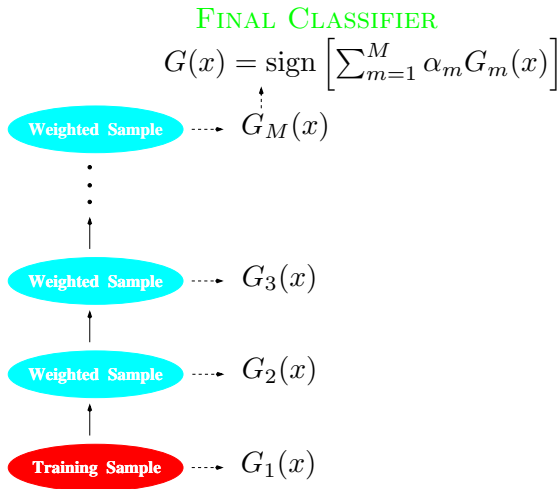 FINAL CLASSIFIER
G(x) = sign [∑_{m=1}^{M} α_m G_m(x)]
Weighted Sample G_M(x)
Weighted Sample G_3(x)
Weighted Sample G_2(x)
Training Sample G_1(x)